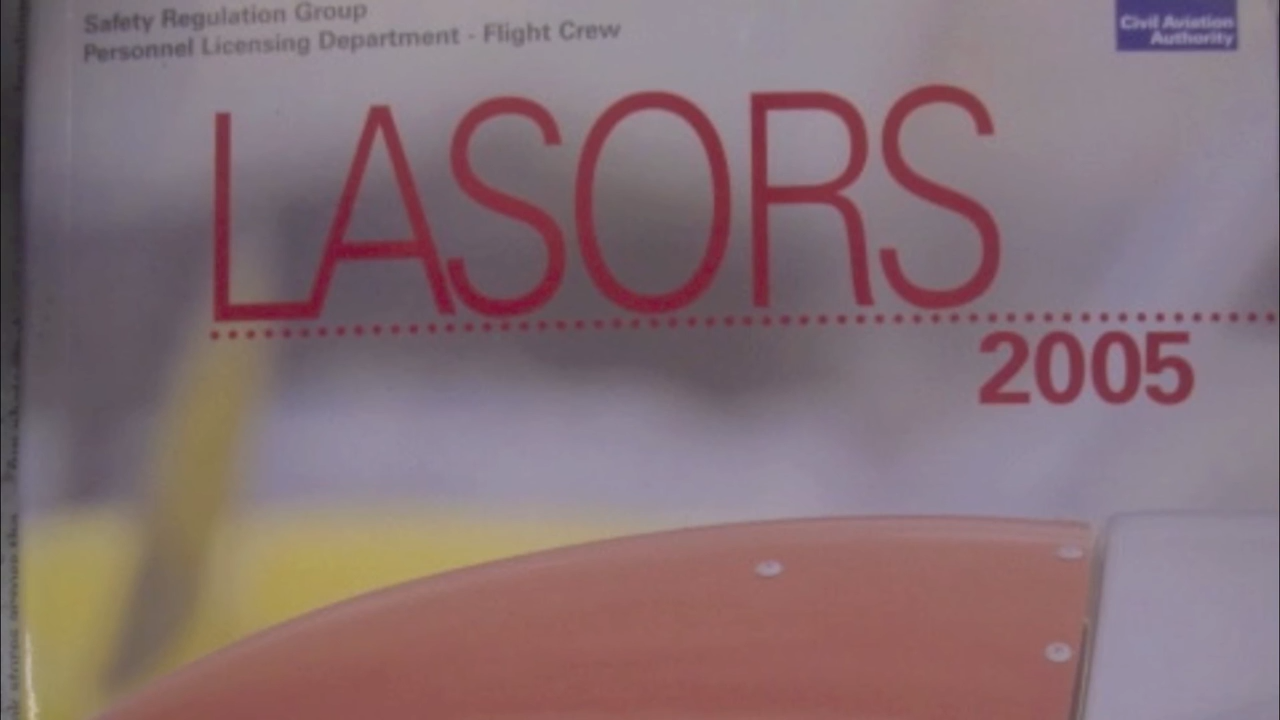 Safety Regulation Group
Personnel Licensing Department - Flight Crew
Civil Aviation
Authority
LASORS
2005